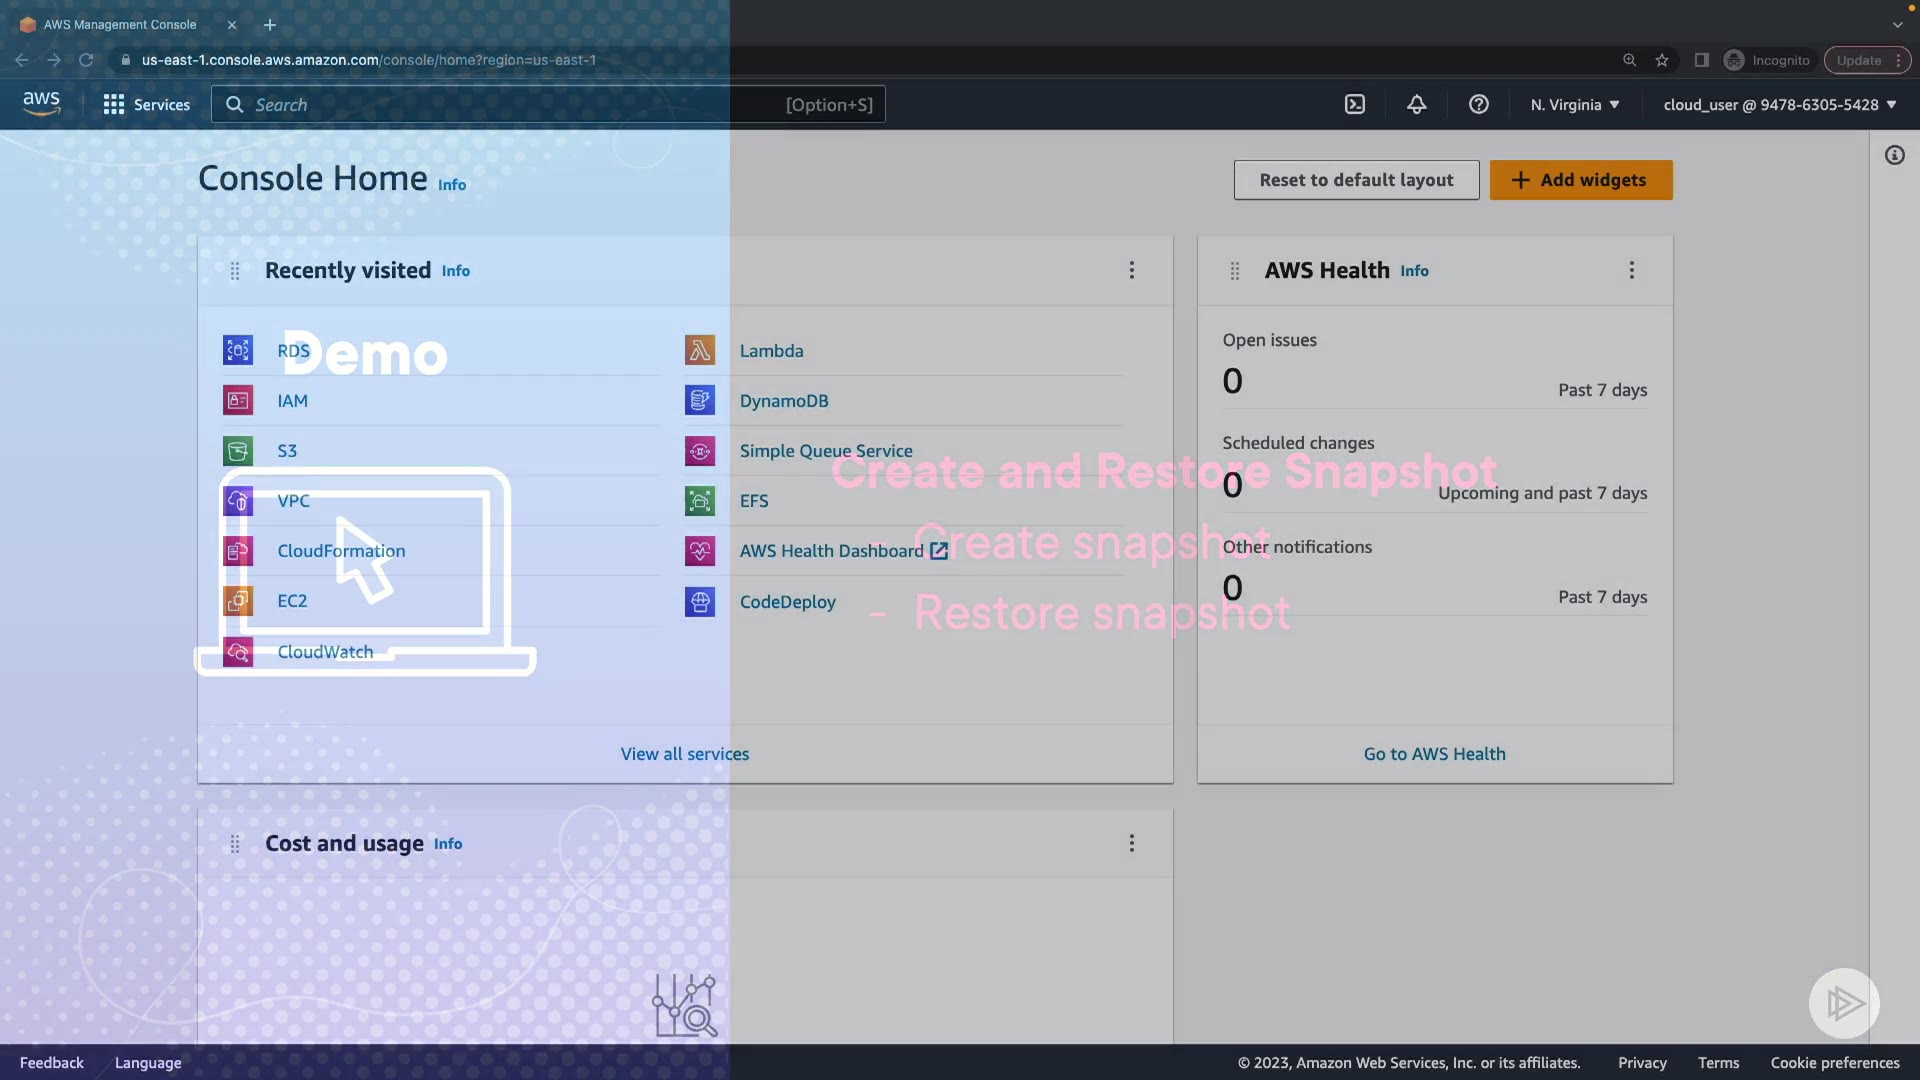 AWS Management Console
us-east-1.console.aws.amazon.com/console/home?region=us-east-1
Incognito
Update
aws
Services
Search
[Option+S]
N. Virginia
cloud_user @ 9478-6305-5428
Console Home Info
Reset to default layout
Add widgets
Recently visited Info
RDS
IAM
S3
VPC
CloudFormation
EC2
CloudWatch
Lambda
DynamoDB
Simple Queue Service
EFS
AWS Health Dashboard
CodeDeploy
View all services
Demo
Create and Restore Snapshot
- Create snapshot
- Restore snapshot
AWS Health Info
Open issues
0
Past 7 days
Scheduled changes
0
Upcoming and past 7 days
Other notifications
0
Past 7 days
Go to AWS Health
Cost and usage Info
Feedback
Language
© 2023, Amazon Web Services, Inc. or its affiliates.
Privacy
Terms
Cookie preferences